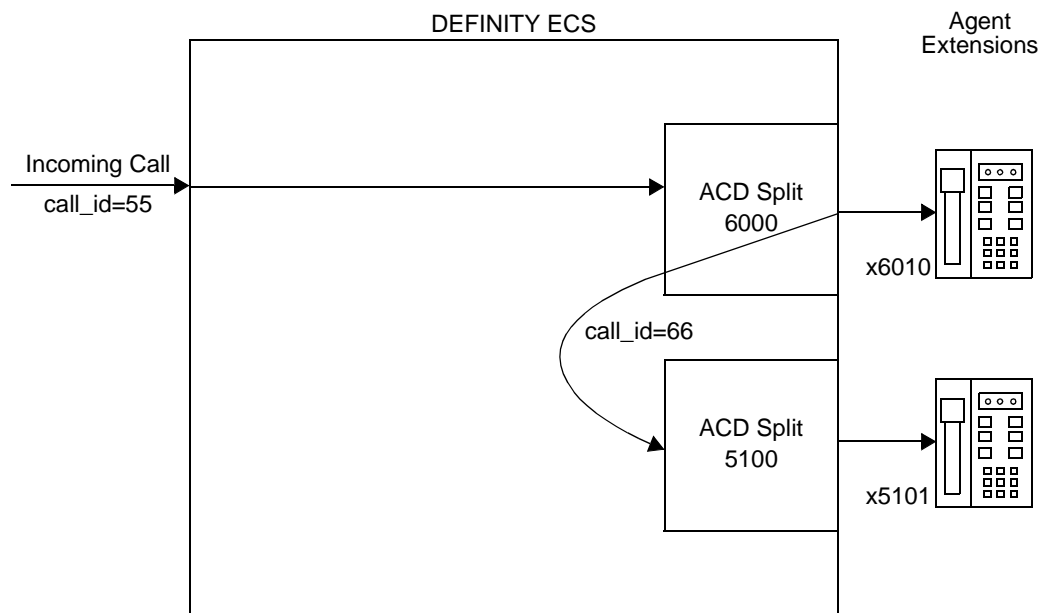 DEFINITY ECS
Agent
Extensions
Incoming Call
call_id=55
ACD Split
6000
x6010
call_id=66
ACD Split
5100
x5101